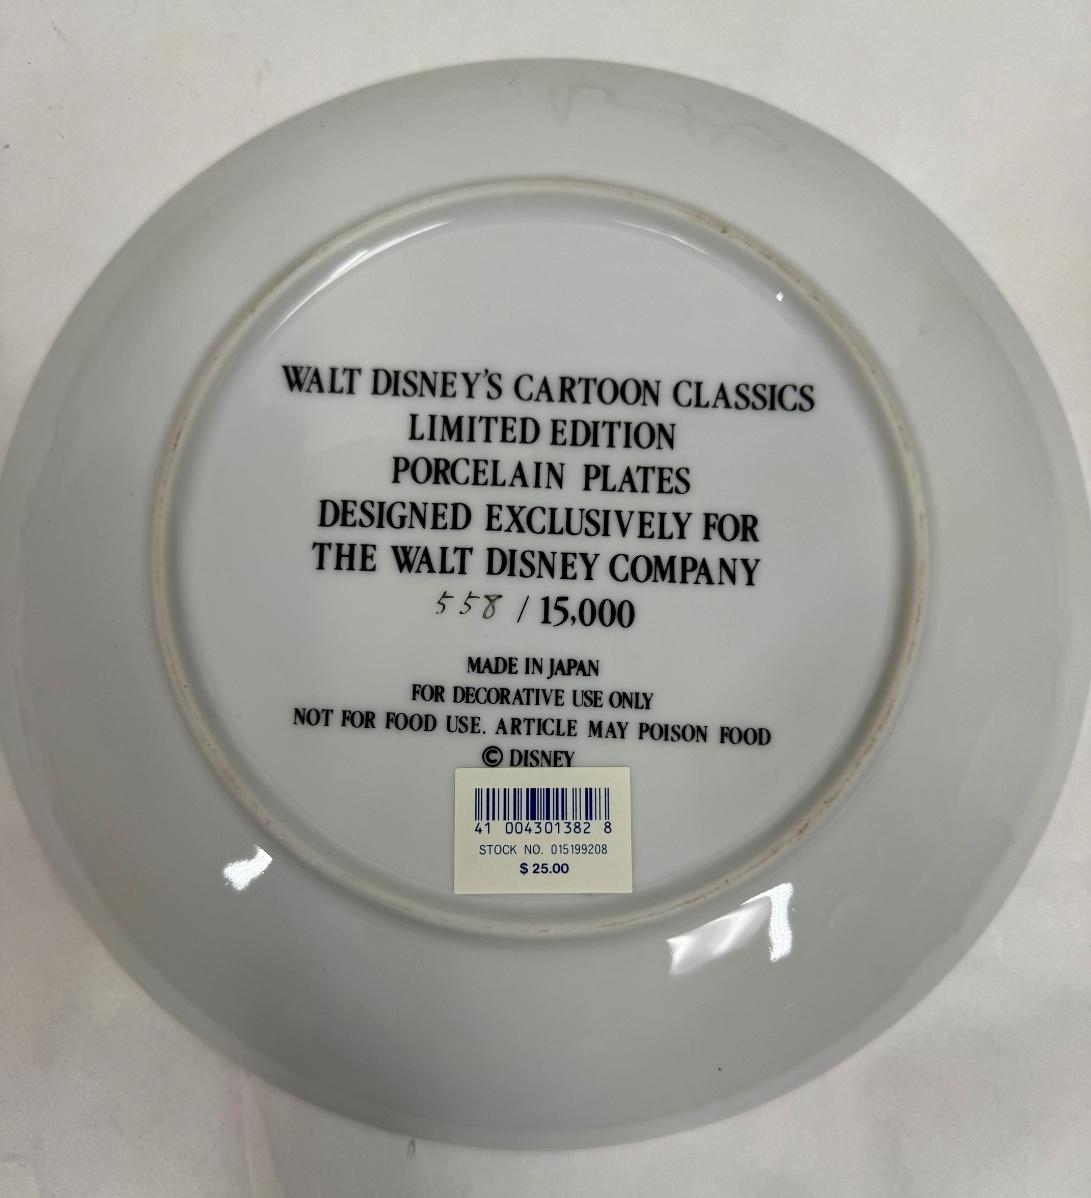 WALT DISNEY'S CARTOON CLASSICS
LIMITED EDITION
PORCELAIN PLATES
DESIGNED EXCLUSIVELY FOR
THE WALT DISNEY COMPANY
558 / 15,000
MADE IN JAPAN
FOR DECORATIVE USE ONLY
NOT FOR FOOD USE. ARTICLE MAY POISON FOOD
© DISNEY
41 004301382 8
STOCK NO. 015199208
$ 25.00